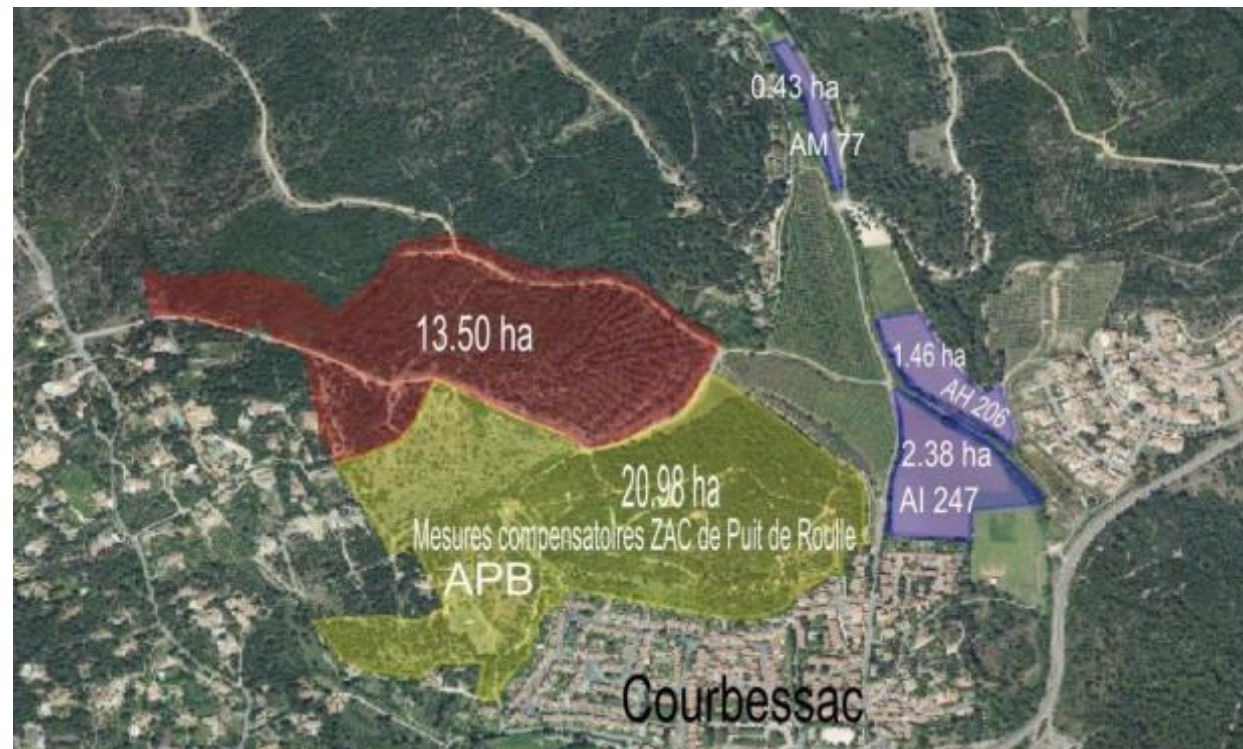 0.43 ha
AM 77
13.50 ha
1.46 ha
AH 206
2.38 ha
AI 247
20.98 ha
Mesures compensatoires ZAC de Puit de Roulle
APB
Courbessac